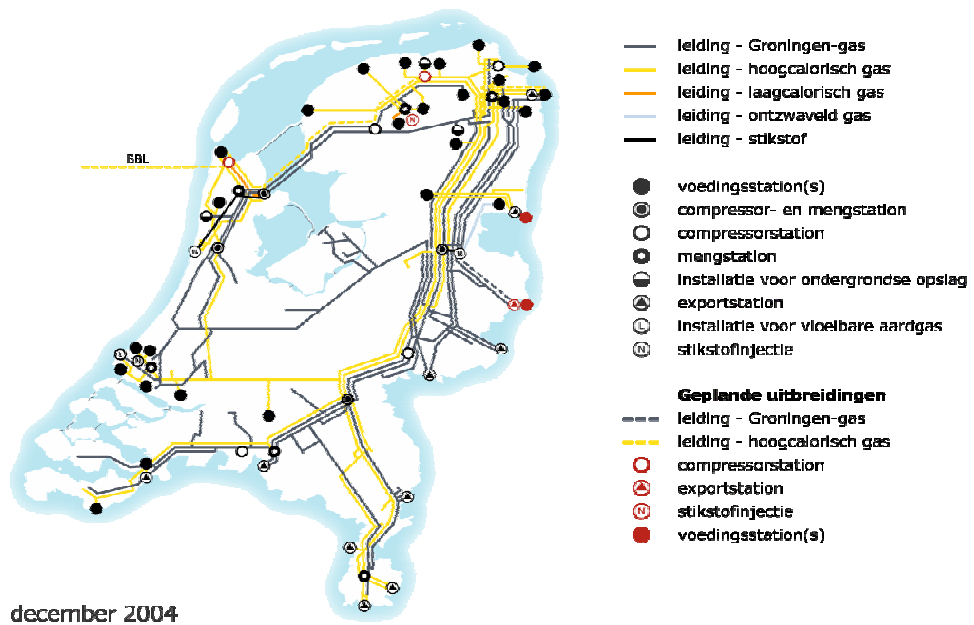 leiding - Groningen-gas
leiding - hoogcalorisch gas
leiding - laagcalorisch gas
leiding - ontzwaveld gas
leiding - stikstof
BBL
voedingsstation(s)
compressor- en mengstation
compressorstation
mengstation
Installatie voor ondergrondse opslag
exportstation
L
Installatie voor vloeibare aardgas
N
stikstofinjectie
Geplande uitbreidingen
leiding - Groningen-gas
leiding - hoogcalorisch gas
compressorstation
exportstation
N
stikstofinjectie
voedingsstation(s)
december 2004